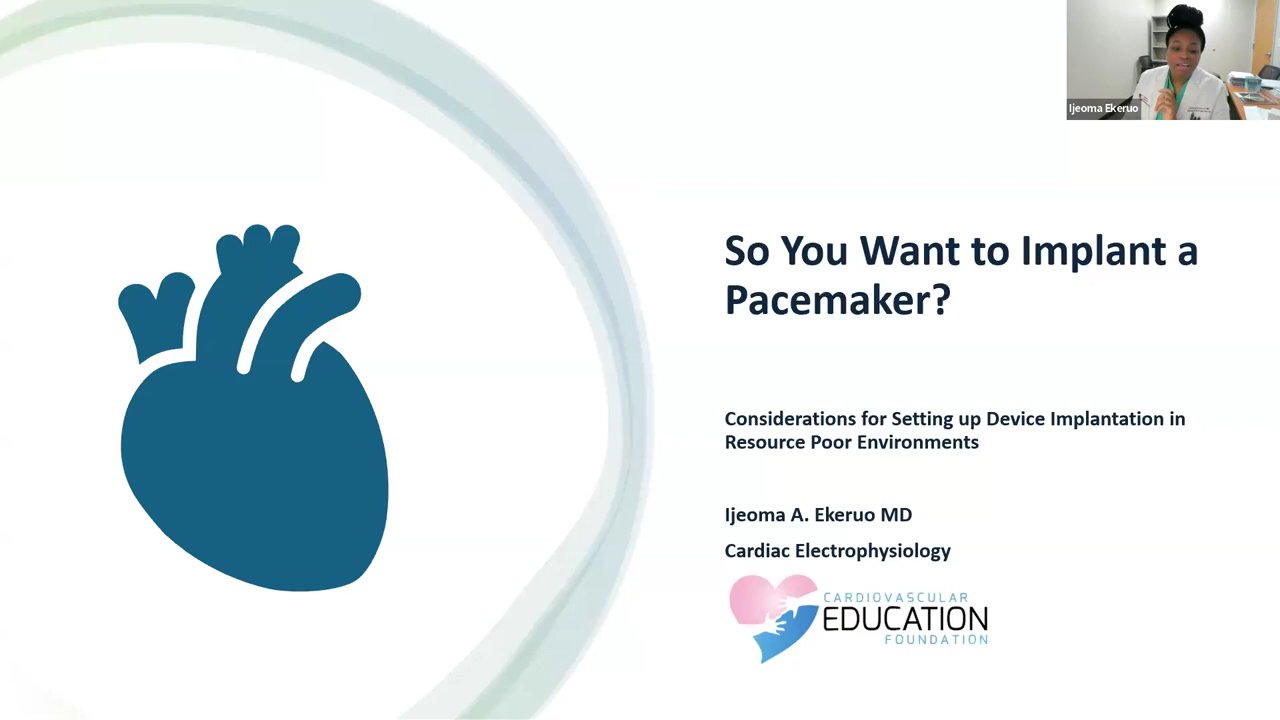 Ijeoma Ekeruo
So You Want to Implant a
Pacemaker?
Considerations for Setting up Device Implantation in
Resource Poor Environments
Ijeoma A. Ekeruo MD
Cardiac Electrophysiology
CARDIOVASCULAR
EDUCATION
FOUNDATION